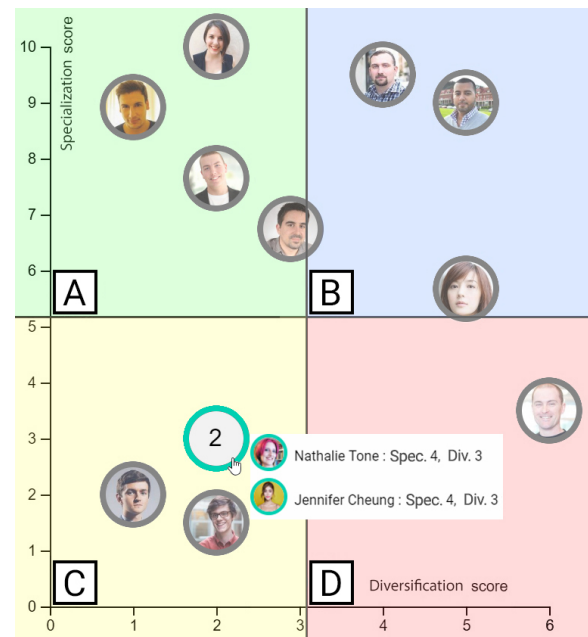 Specialization score
10
9
8
7
6
A
B
5
4
3
2
1
0
2
Nathalie Tone : Spec. 4, Div. 3
Jennifer Cheung : Spec. 4, Div. 3
C
D
Diversification score
0 1 2 3 4 5 6